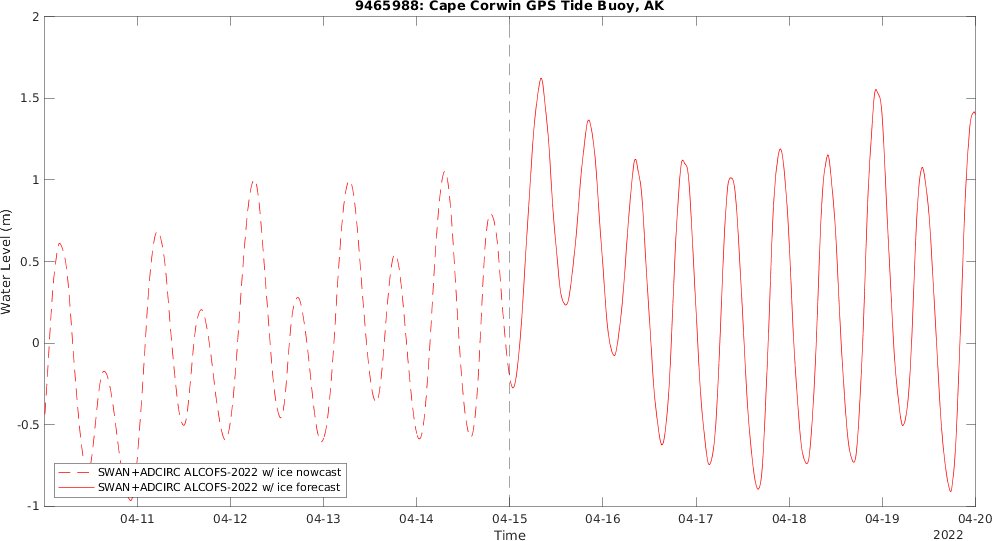 9465988: Cape Corwin GPS Tide Buoy, AK
2
1.5
1
0.5
0
-0.5
-1
Water Level (m)
SWAN+ADCIRC ALCOFS-2022 w/ ice nowcast
SWAN+ADCIRC ALCOFS-2022 w/ ice forecast
04-11 04-12 04-13 04-14 04-15 04-16 04-17 04-18 04-19 04-20
Time
2022